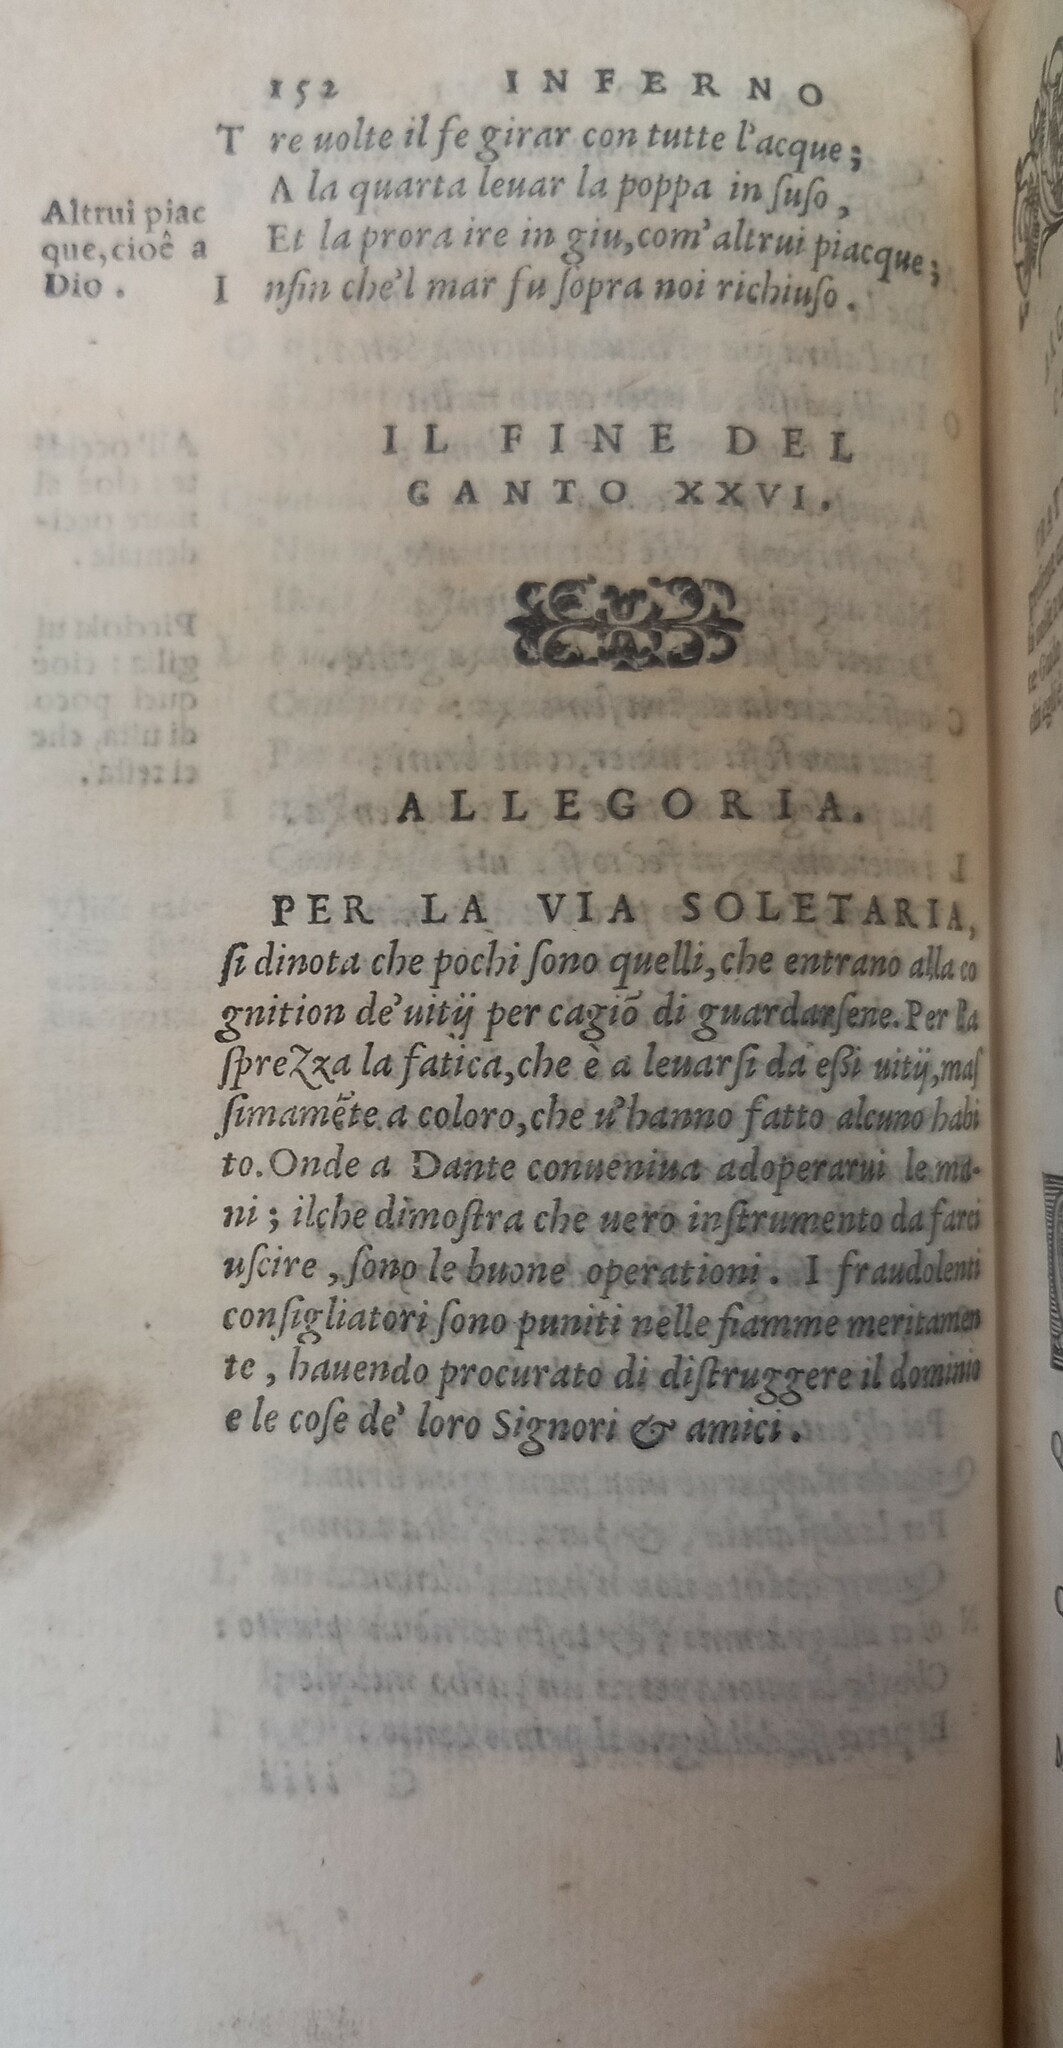 152 INFERNO
Tre uolte il fe girar con tutte l'acque;
A la quarta leuar la poppa in ſuſo,
Altrui piac
que, cioê a
Dio.
Et la prora ire in giu, com'altrui piacque;
Inſin che'l mar fu ſopra noi richiuſo.
IL FINE DEL
CANTO XXVI.
ALLEGORIA.
PER LA VIA SOLETARIA,
ſi dinota che pochi ſono quelli, che entrano alla co
gnition de'uitij per cagiõ di guardarſene. Per l'a
ſprezza la fatica, che è a leuarſi da eſſi uitij, maſ
ſimamẽte a coloro, che u'hanno fatto alcuno habi
to. Onde a Dante conueniua adoperarui le ma-
ni; ilche dimoſtra che uero inſtrumento da farci
uſcire, ſono le buone operationi. I fraudolenti
conſigliatori ſono puniti nelle fiamme meritamen
te, hauendo procurato di diſtruggere il dominio
e le coſe de' loro Signori & amici.